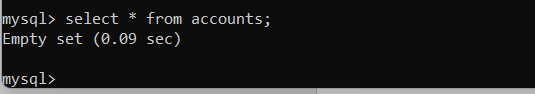 mysql> select * from accounts;
Empty set (0.09 sec)
mysql>